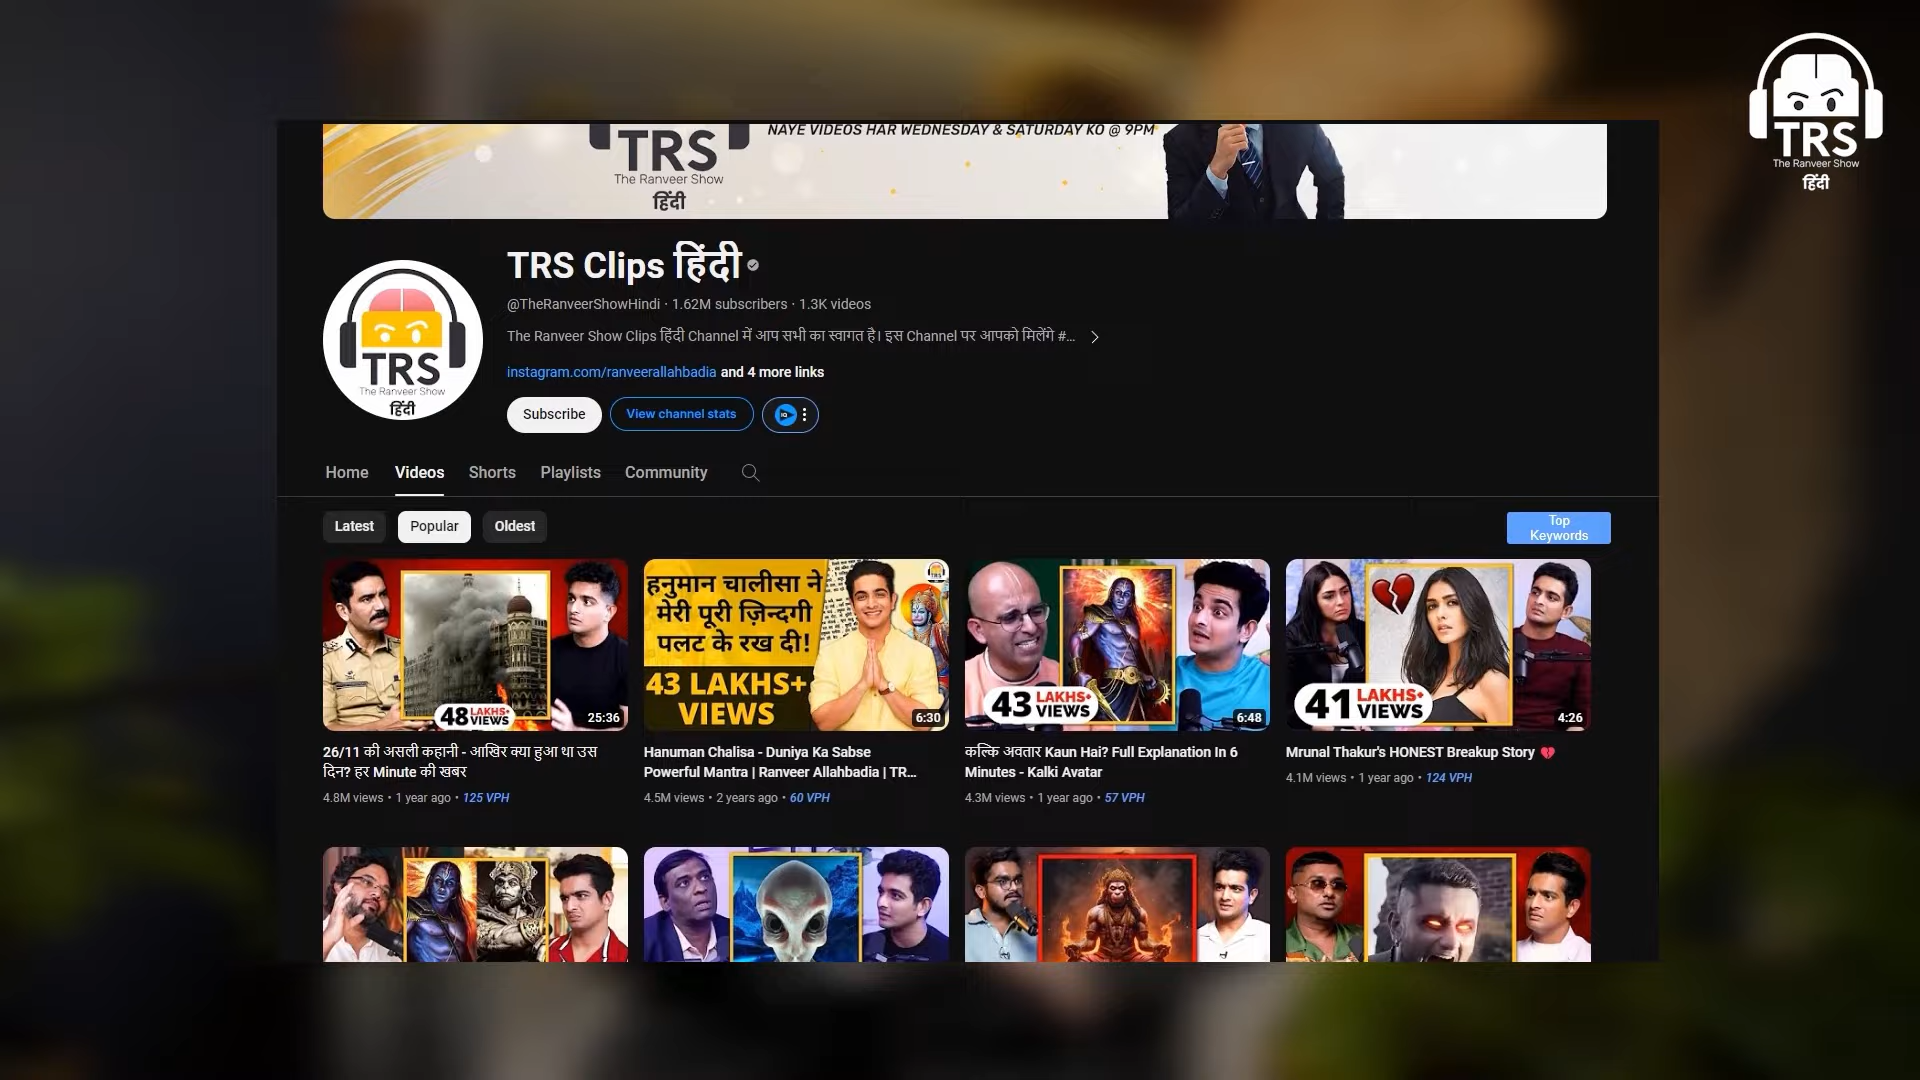 NAYE VIDEOS HAR WEDNESDAY & SATURDAY KO @ 9PM
TRS
The Ranveer Show
हिंदी
TRS
The Ranveer Show
हिंदी
TRS Clips हिंदी
@TheRanveerShowHindi · 1.62M subscribers · 1.3K videos
The Ranveer Show Clips हिंदी Channel में आप सभी का स्वागत है। इस Channel पर आपको मिलेंगे #...
instagram.com/ranveerallahbadia and 4 more links
TRS
The Ranveer Show
हिंदी
Subscribe
View channel stats
Home
Videos
Shorts
Playlists
Community
Latest
Popular
Oldest
Top
Keywords
48 LAKHS+
VIEWS
25:36
हनुमान चालीसा ने
मेरी पूरी ज़िन्दगी
पलट के रख दी!
43 LAKHS+
VIEWS
6:30
43 LAKHS+
VIEWS
6:48
41 LAKHS+
VIEWS
4:26
26/11 की असली कहानी - आखिर क्या हुआ था उस
दिन? हर Minute की खबर
4.8M views • 1 year ago • 125 VPH
Hanuman Chalisa - Duniya Ka Sabse
Powerful Mantra | Ranveer Allahbadia | TR...
4.5M views • 2 years ago • 60 VPH
कल्कि अवतार Kaun Hai? Full Explanation In 6
Minutes - Kalki Avatar
4.3M views • 1 year ago • 57 VPH
Mrunal Thakur's HONEST Breakup Story 💔
4.1M views • 1 year ago • 124 VPH